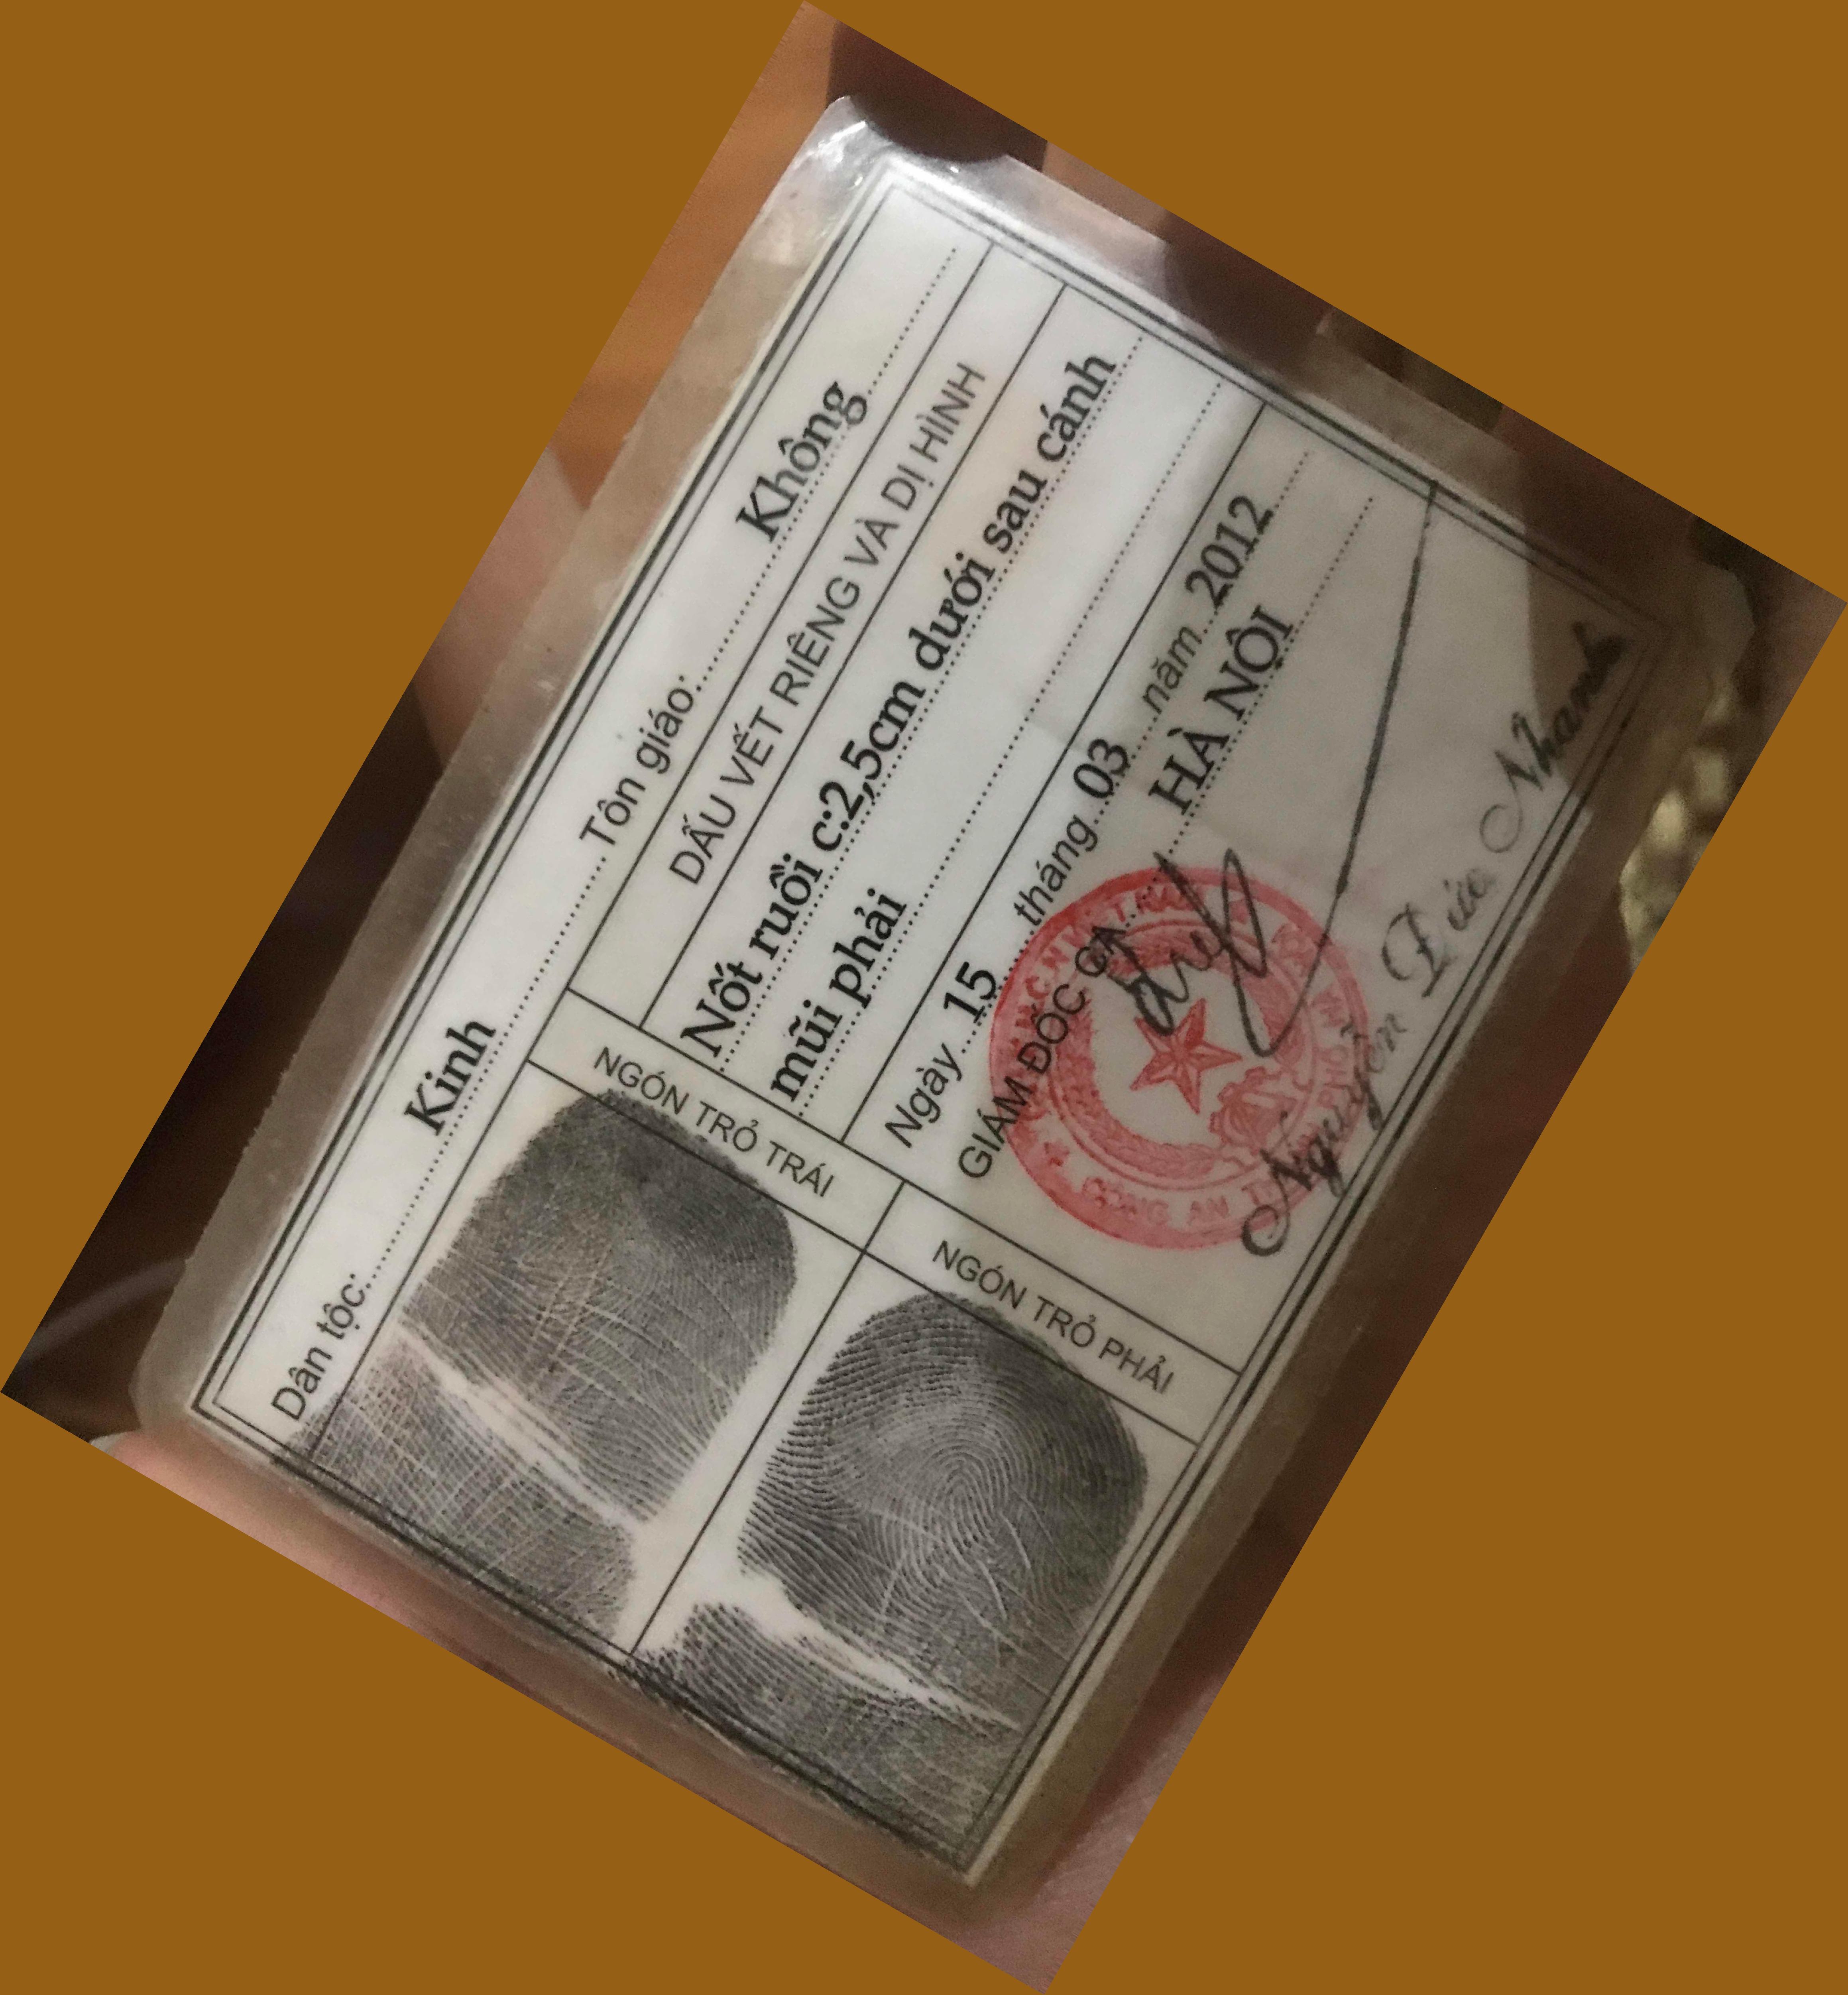 Dân tộc: Kinh Tôn giáo: Không
DẤU VẾT RIÊNG VÀ DỊ HÌNH
Nốt ruồi c:2,5cm dưới sau cánh
mũi phải
NGÓN TRỎ TRÁI
NGÓN TRỎ PHẢI
Ngày 15 tháng 03 năm 2012
GIÁM ĐỐC CA HÀ NỘI
CÔNG AN
Nguyễn Đức Nhanh